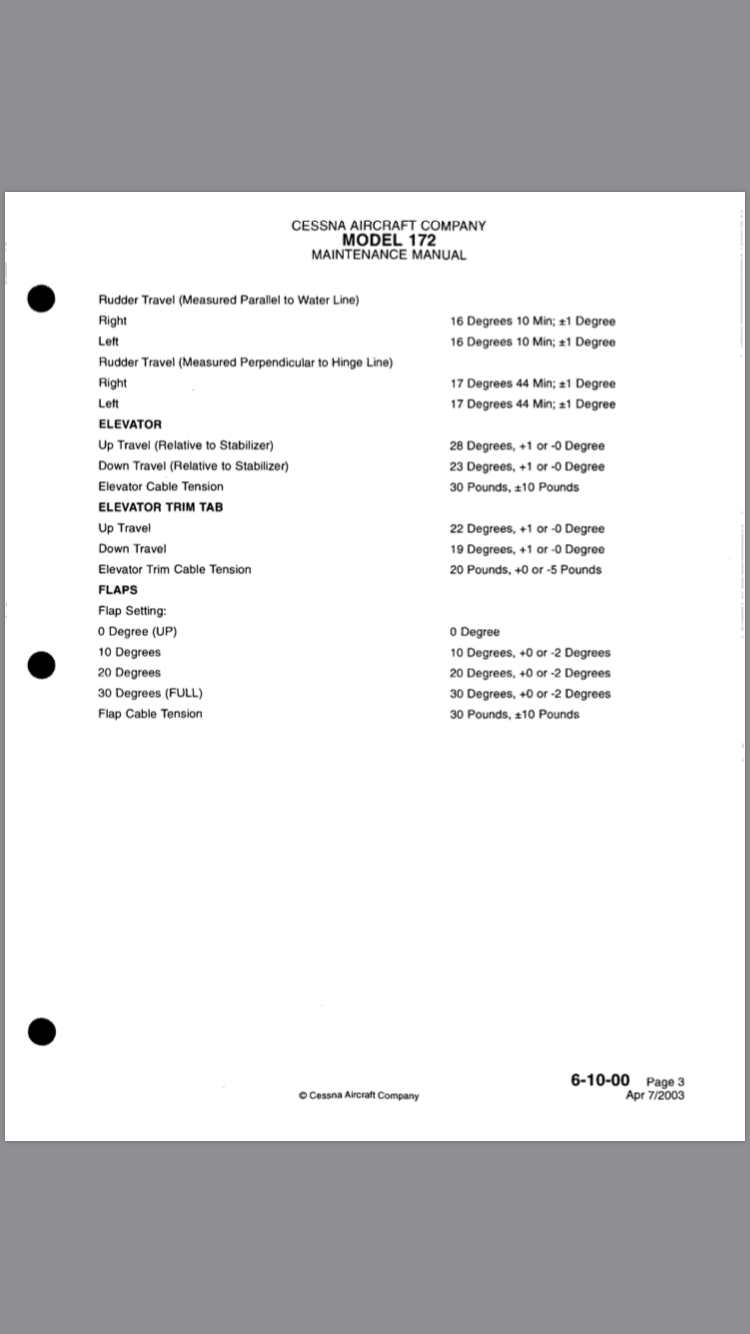 CESSNA AIRCRAFT COMPANY
MODEL 172
MAINTENANCE MANUAL
Rudder Travel (Measured Parallel to Water Line)
Right 16 Degrees 10 Min; ±1 Degree
Left 16 Degrees 10 Min; ±1 Degree
Rudder Travel (Measured Perpendicular to Hinge Line)
Right 17 Degrees 44 Min; ±1 Degree
Left 17 Degrees 44 Min; ±1 Degree
ELEVATOR
Up Travel (Relative to Stabilizer) 28 Degrees, +1 or -0 Degree
Down Travel (Relative to Stabilizer) 23 Degrees, +1 or -0 Degree
Elevator Cable Tension 30 Pounds, ±10 Pounds
ELEVATOR TRIM TAB
Up Travel 22 Degrees, +1 or -0 Degree
Down Travel 19 Degrees, +1 or -0 Degree
Elevator Trim Cable Tension 20 Pounds, +0 or -5 Pounds
FLAPS
Flap Setting:
0 Degree (UP) 0 Degree
10 Degrees 10 Degrees, +0 or -2 Degrees
20 Degrees 20 Degrees, +0 or -2 Degrees
30 Degrees (FULL) 30 Degrees, +0 or -2 Degrees
Flap Cable Tension 30 Pounds, ±10 Pounds
6-10-00 Page 3
© Cessna Aircraft Company Apr 7/2003